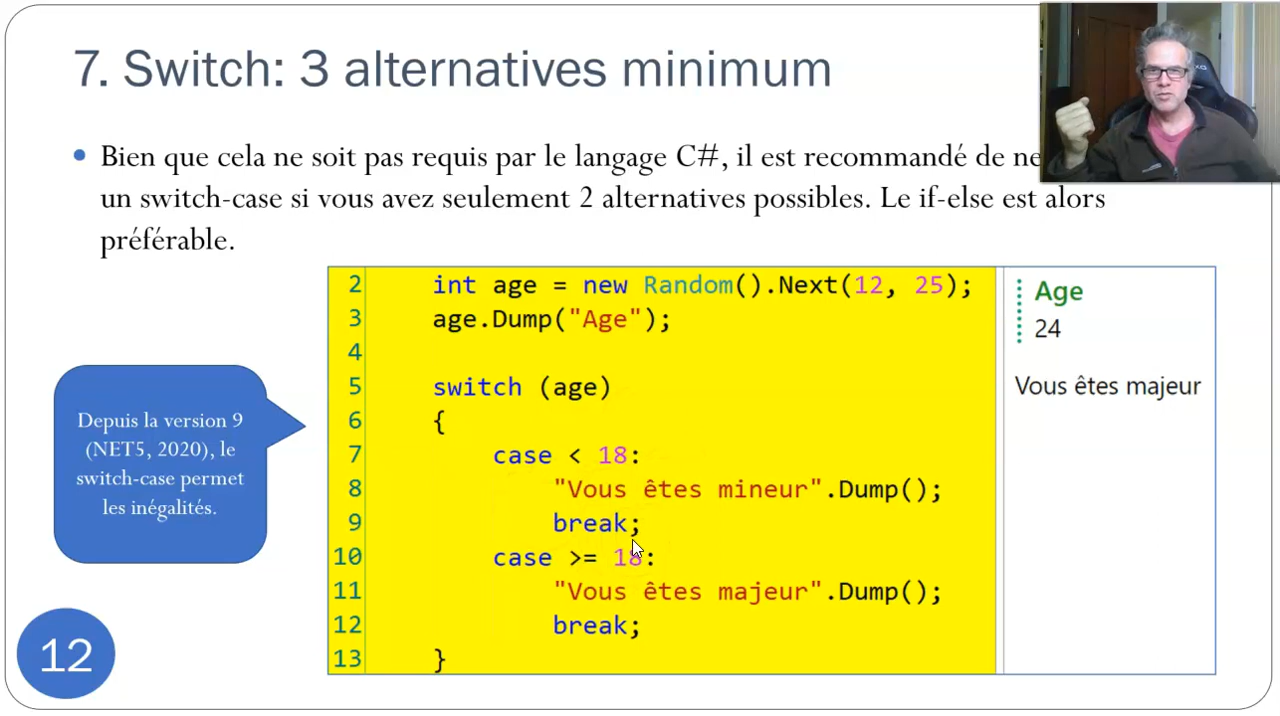 7. Switch: 3 alternatives minimum
• Bien que cela ne soit pas requis par le langage C#, il est recommandé de ne
un switch-case si vous avez seulement 2 alternatives possibles. Le if-else est alors
préférable.
Depuis la version 9
(NET5, 2020), le
switch-case permet
les inégalités.
2 int age = new Random().Next(12, 25);
3 age.Dump("Age");
4
5 switch (age)
6 {
7 case < 18:
8 "Vous êtes mineur".Dump();
9 break;
10 case >= 18:
11 "Vous êtes majeur".Dump();
12 break;
13 }
Age
24
Vous êtes majeur
12